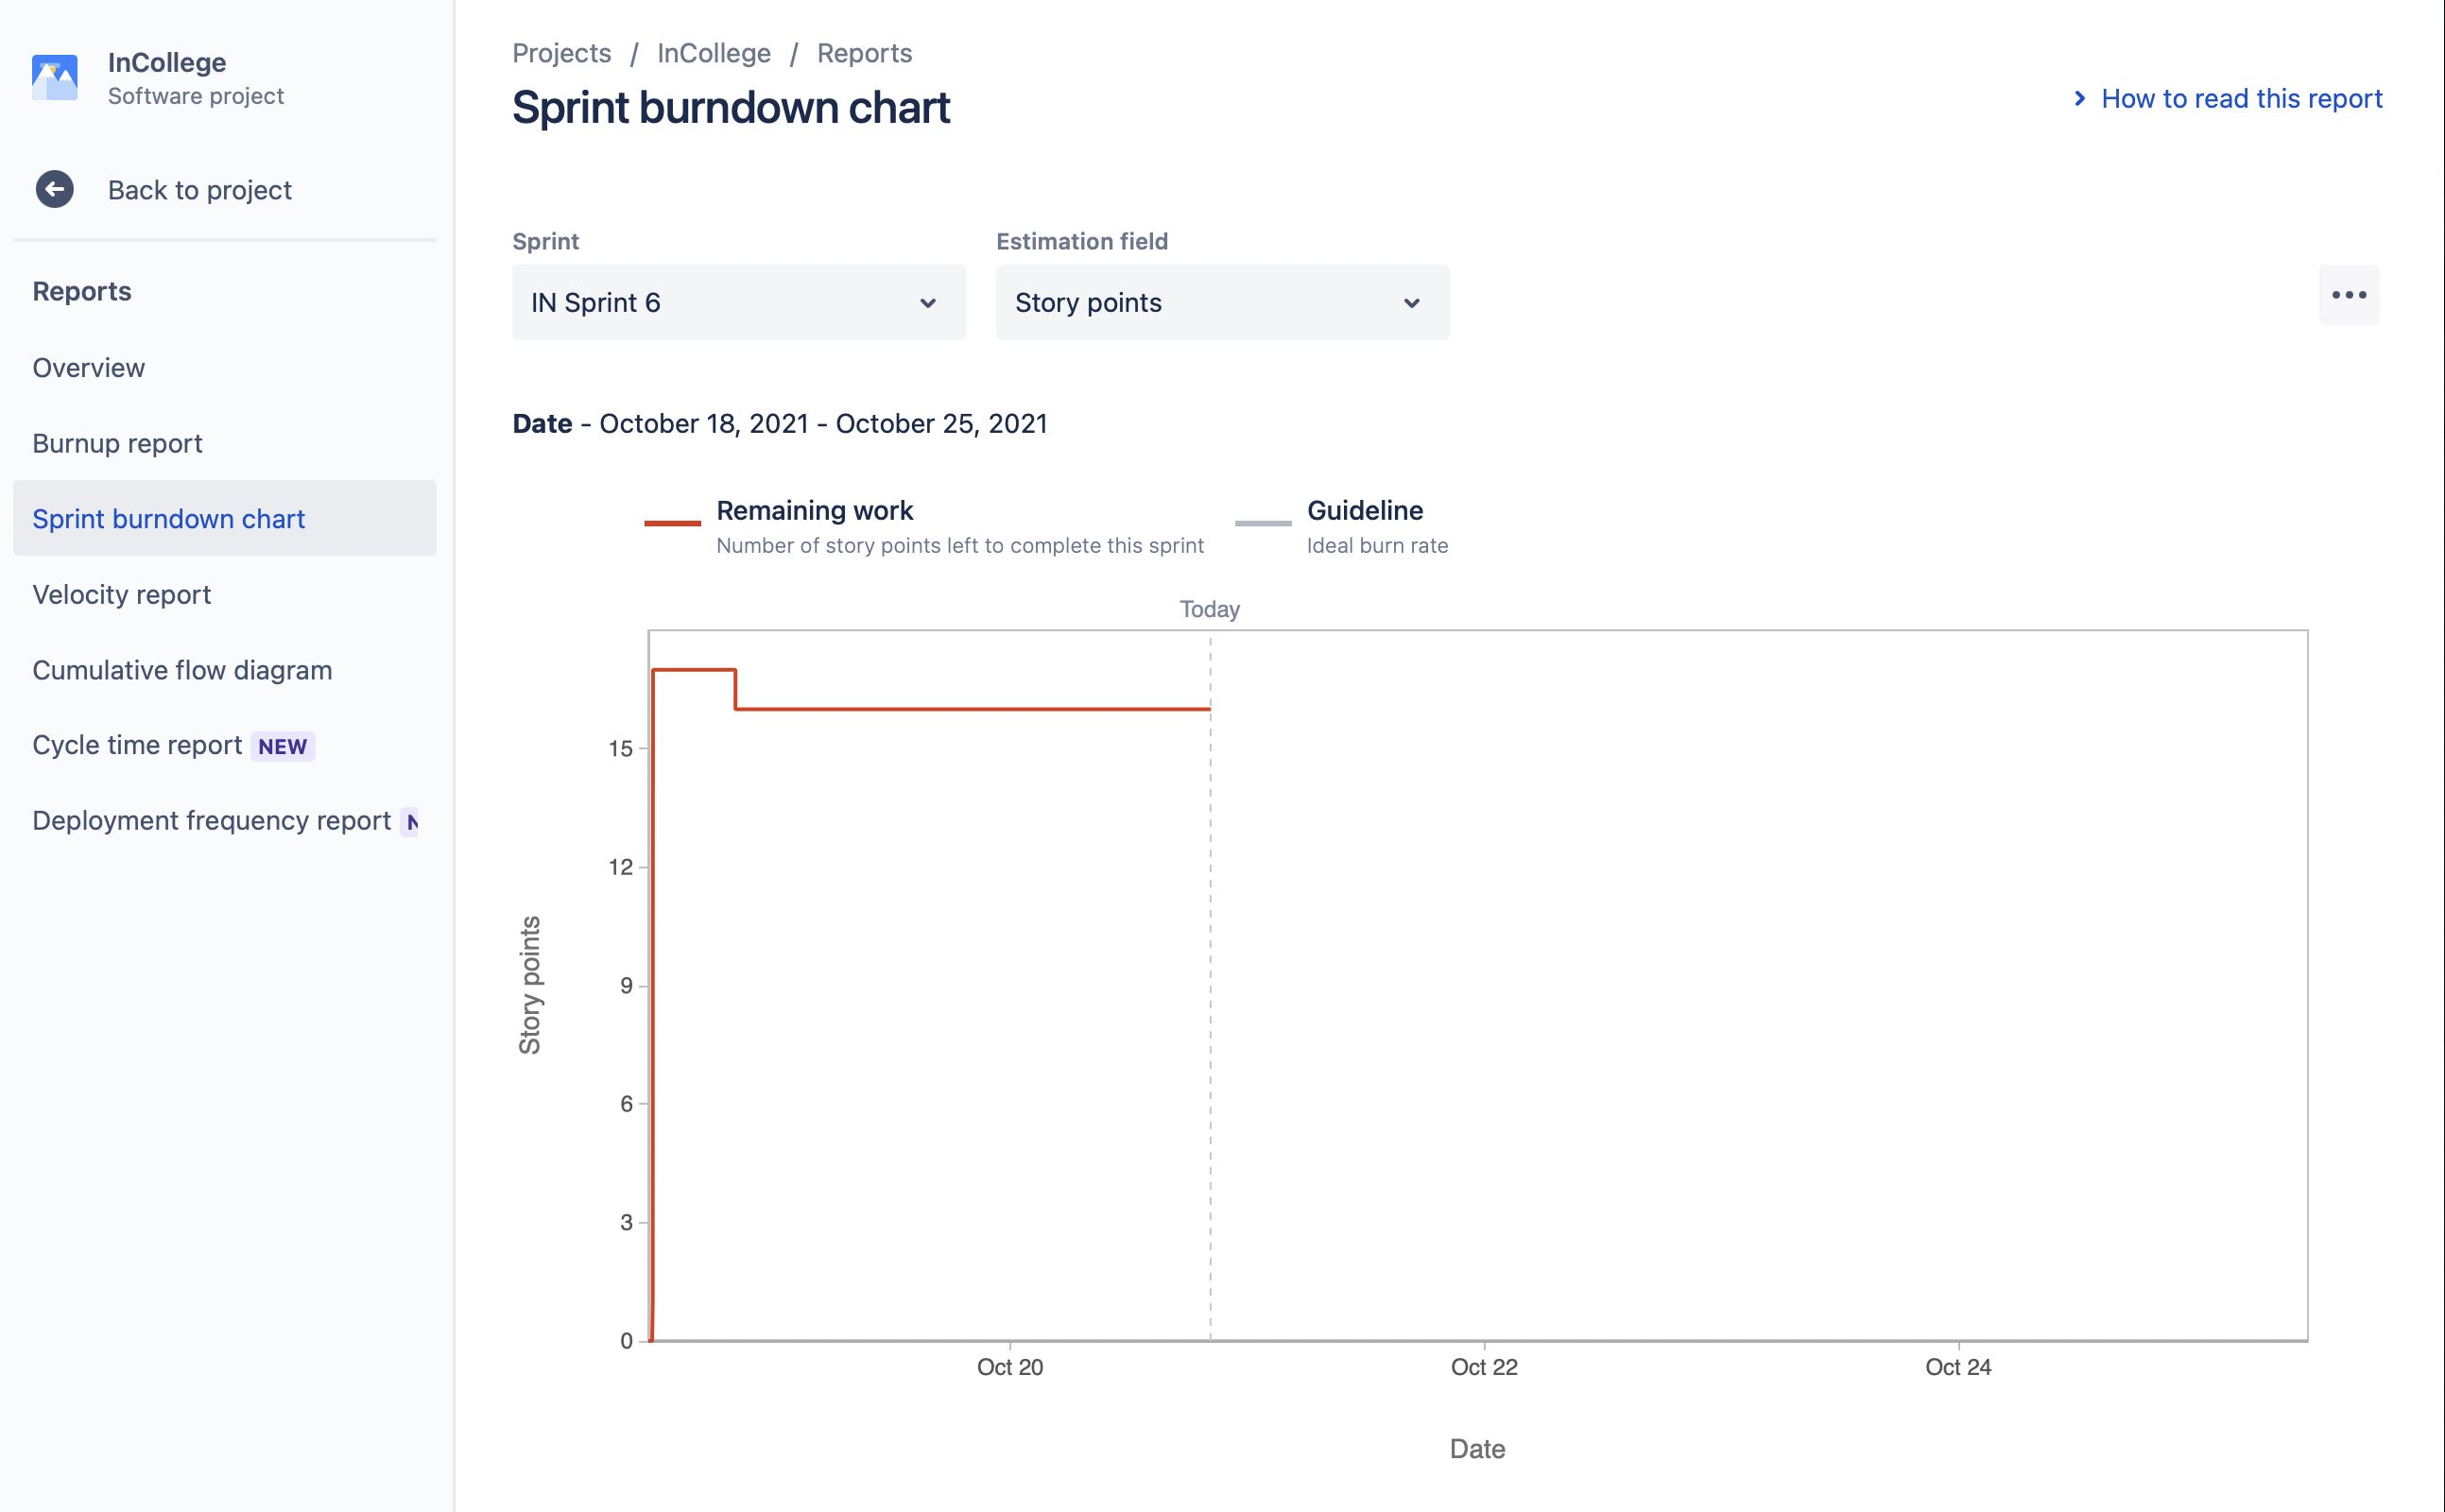 InCollege
Software project
Back to project
Reports
Overview
Burnup report
Sprint burndown chart
Velocity report
Cumulative flow diagram
Cycle time report NEW
Deployment frequency report N
Projects / InCollege / Reports
Sprint burndown chart
How to read this report
Sprint
Estimation field
IN Sprint 6
Story points
Date - October 18, 2021 - October 25, 2021
Remaining work
Number of story points left to complete this sprint
Guideline
Ideal burn rate
Today
15
12
9
6
3
0
Story points
Oct 20
Oct 22
Oct 24
Date